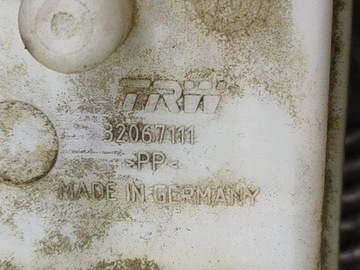 TRW
32067111
>PP<
MADE IN GERMANY